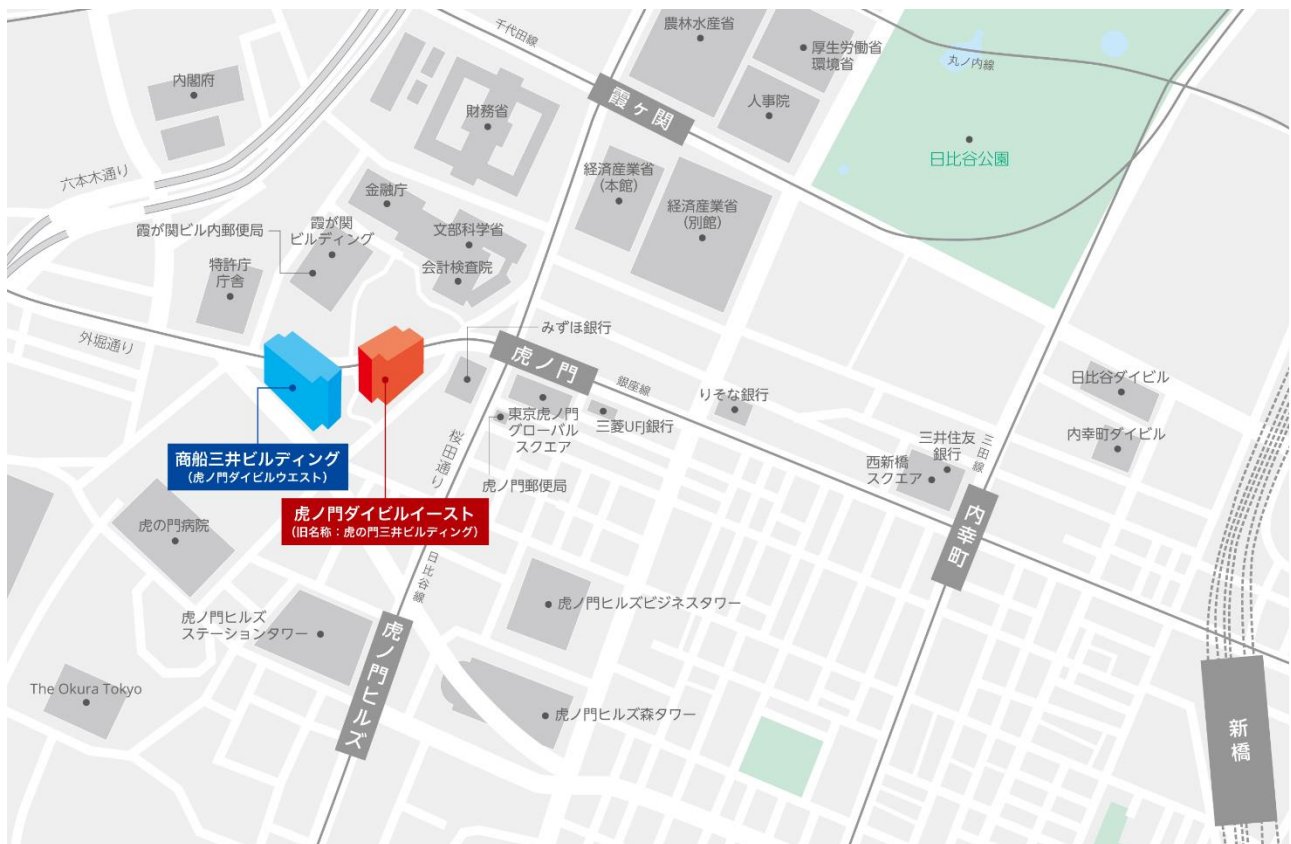 千代田線
農林水産省
厚生労働省
環境省
丸ノ内線
内閣府
人事院
霞ヶ関
財務省
日比谷公園
六本木通り
経済産業省
(本館)
金融庁
経済産業省
(別館)
霞が関ビル内郵便局
霞が関
ビルディング
文部科学省
特許庁
庁舎
会計検査院
外堀通り
みずほ銀行
虎ノ門
銀座線
りそな銀行
日比谷ダイビル
東京虎ノ門
グローバル
スクエア
三菱UFJ銀行
桜田通り
三井住友
銀行
三田線
内幸町ダイビル
商船三井ビルディング
(虎ノ門ダイビルウエスト)
西新橋
スクエア
虎ノ門郵便局
虎ノ門ダイビルイースト
(旧名称：虎の門三井ビルディング)
虎の門病院
内幸町
日比谷線
虎ノ門ヒルズビジネスタワー
虎ノ門ヒルズ
ステーションタワー
虎ノ門ヒルズ
The Okura Tokyo
虎ノ門ヒルズ森タワー
新橋